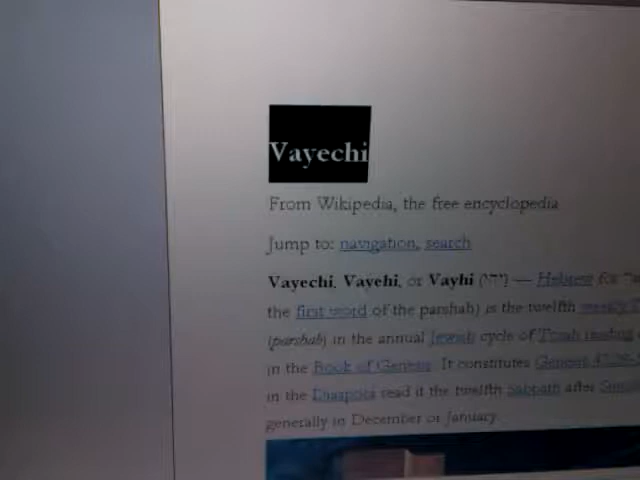 Vayechi
From Wikipedia, the free encyclopedia
Jump to: navigation, search
Vayechi, Vayehi, or Vayhi (ויחי) — Hebrew for
the first word of the parshah) is the twelfth weekly
(parshah) in the annual Jewish cycle of Torah reading
in the Book of Genesis. It constitutes Genesis 47:28
in the Diaspora read it the twelfth Sabbath after
generally in December or January.